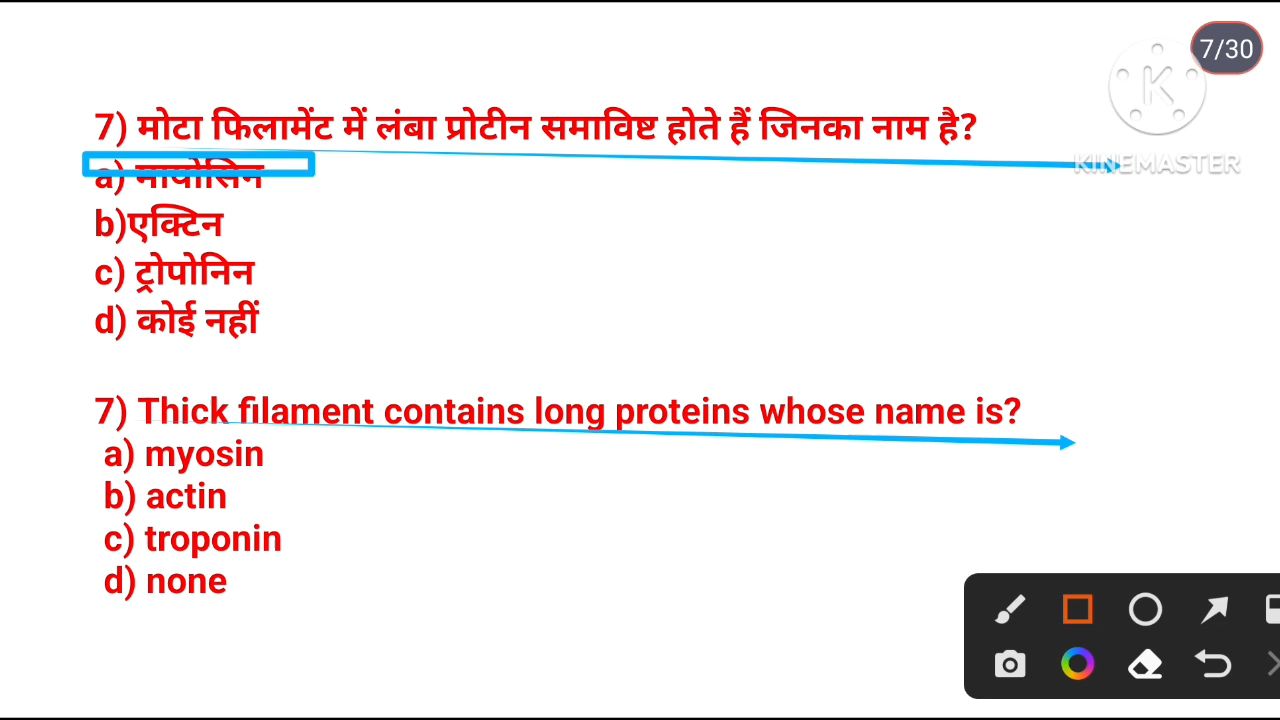 7/30
KINEMASTER
7) मोटा फिलामेंट में लंबा प्रोटीन समाविष्ट होते हैं जिनका नाम है?
a) मायोसिन
b)एक्टिन
c) ट्रोपोनिन
d) कोई नहीं
7) Thick filament contains long proteins whose name is?
a) myosin
b) actin
c) troponin
d) none